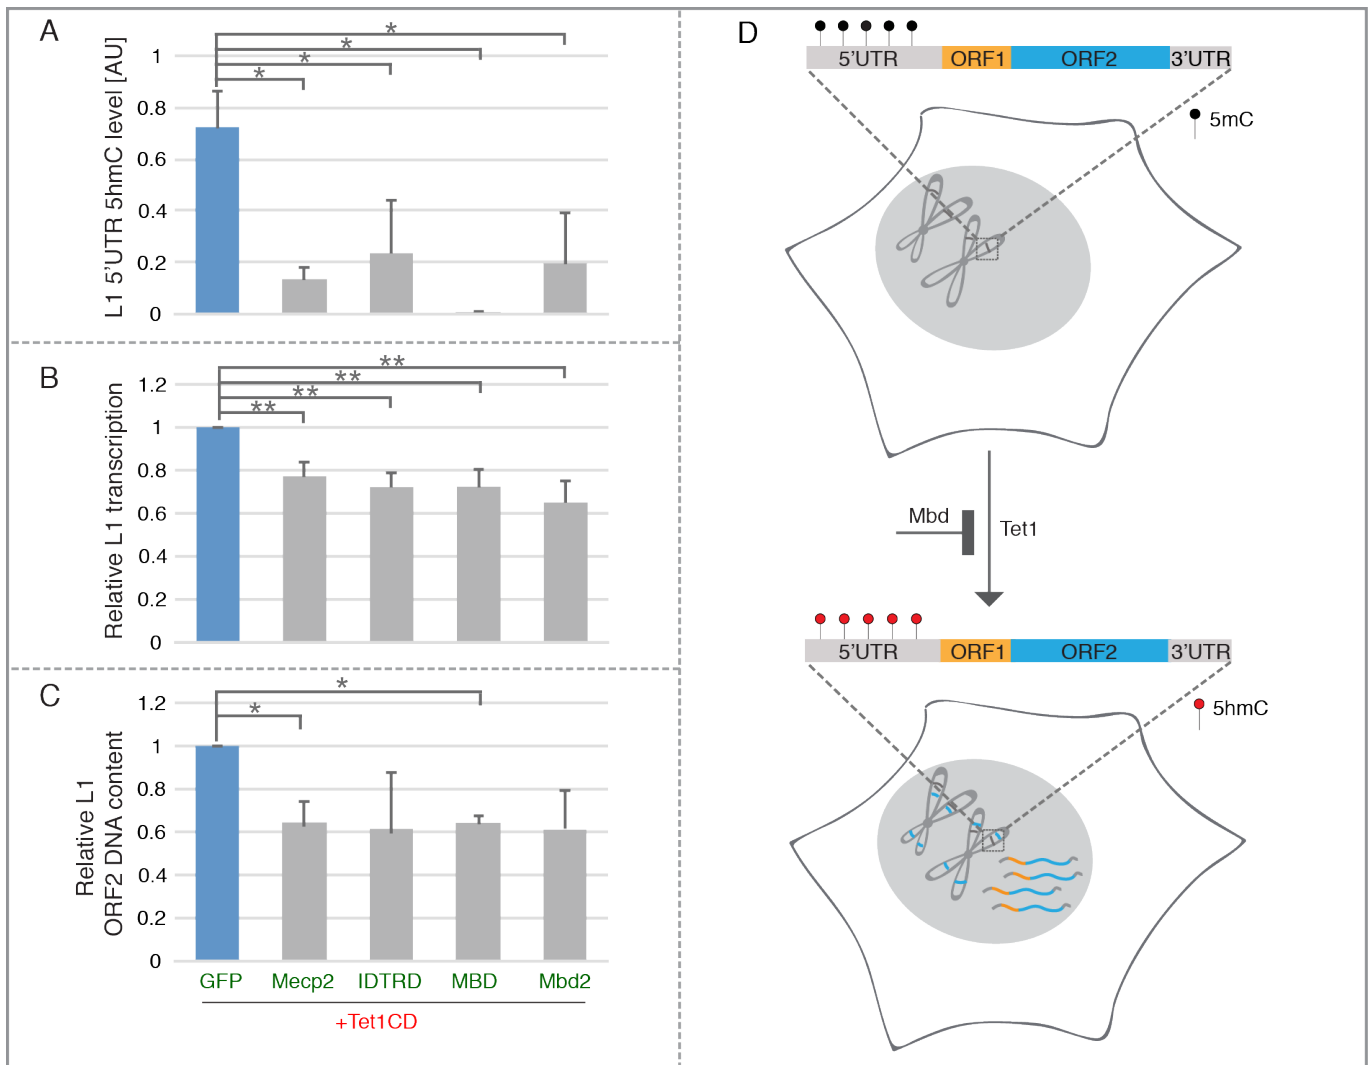 A
L1 5'UTR 5hmC level [AU]
1
0.8
0.6
0.4
0.2
0
*
*
*
*
B
Relative L1 transcription
1.2
1
0.8
0.6
0.4
0.2
0
**
**
**
**
C
Relative L1
ORF2 DNA content
1.2
1
0.8
0.6
0.4
0.2
0
*
*
GFP Mecp2 IDTRD MBD Mbd2
+Tet1CD
D
5'UTR ORF1 ORF2 3'UTR
5mC
Mbd
Tet1
5'UTR ORF1 ORF2 3'UTR
5hmC